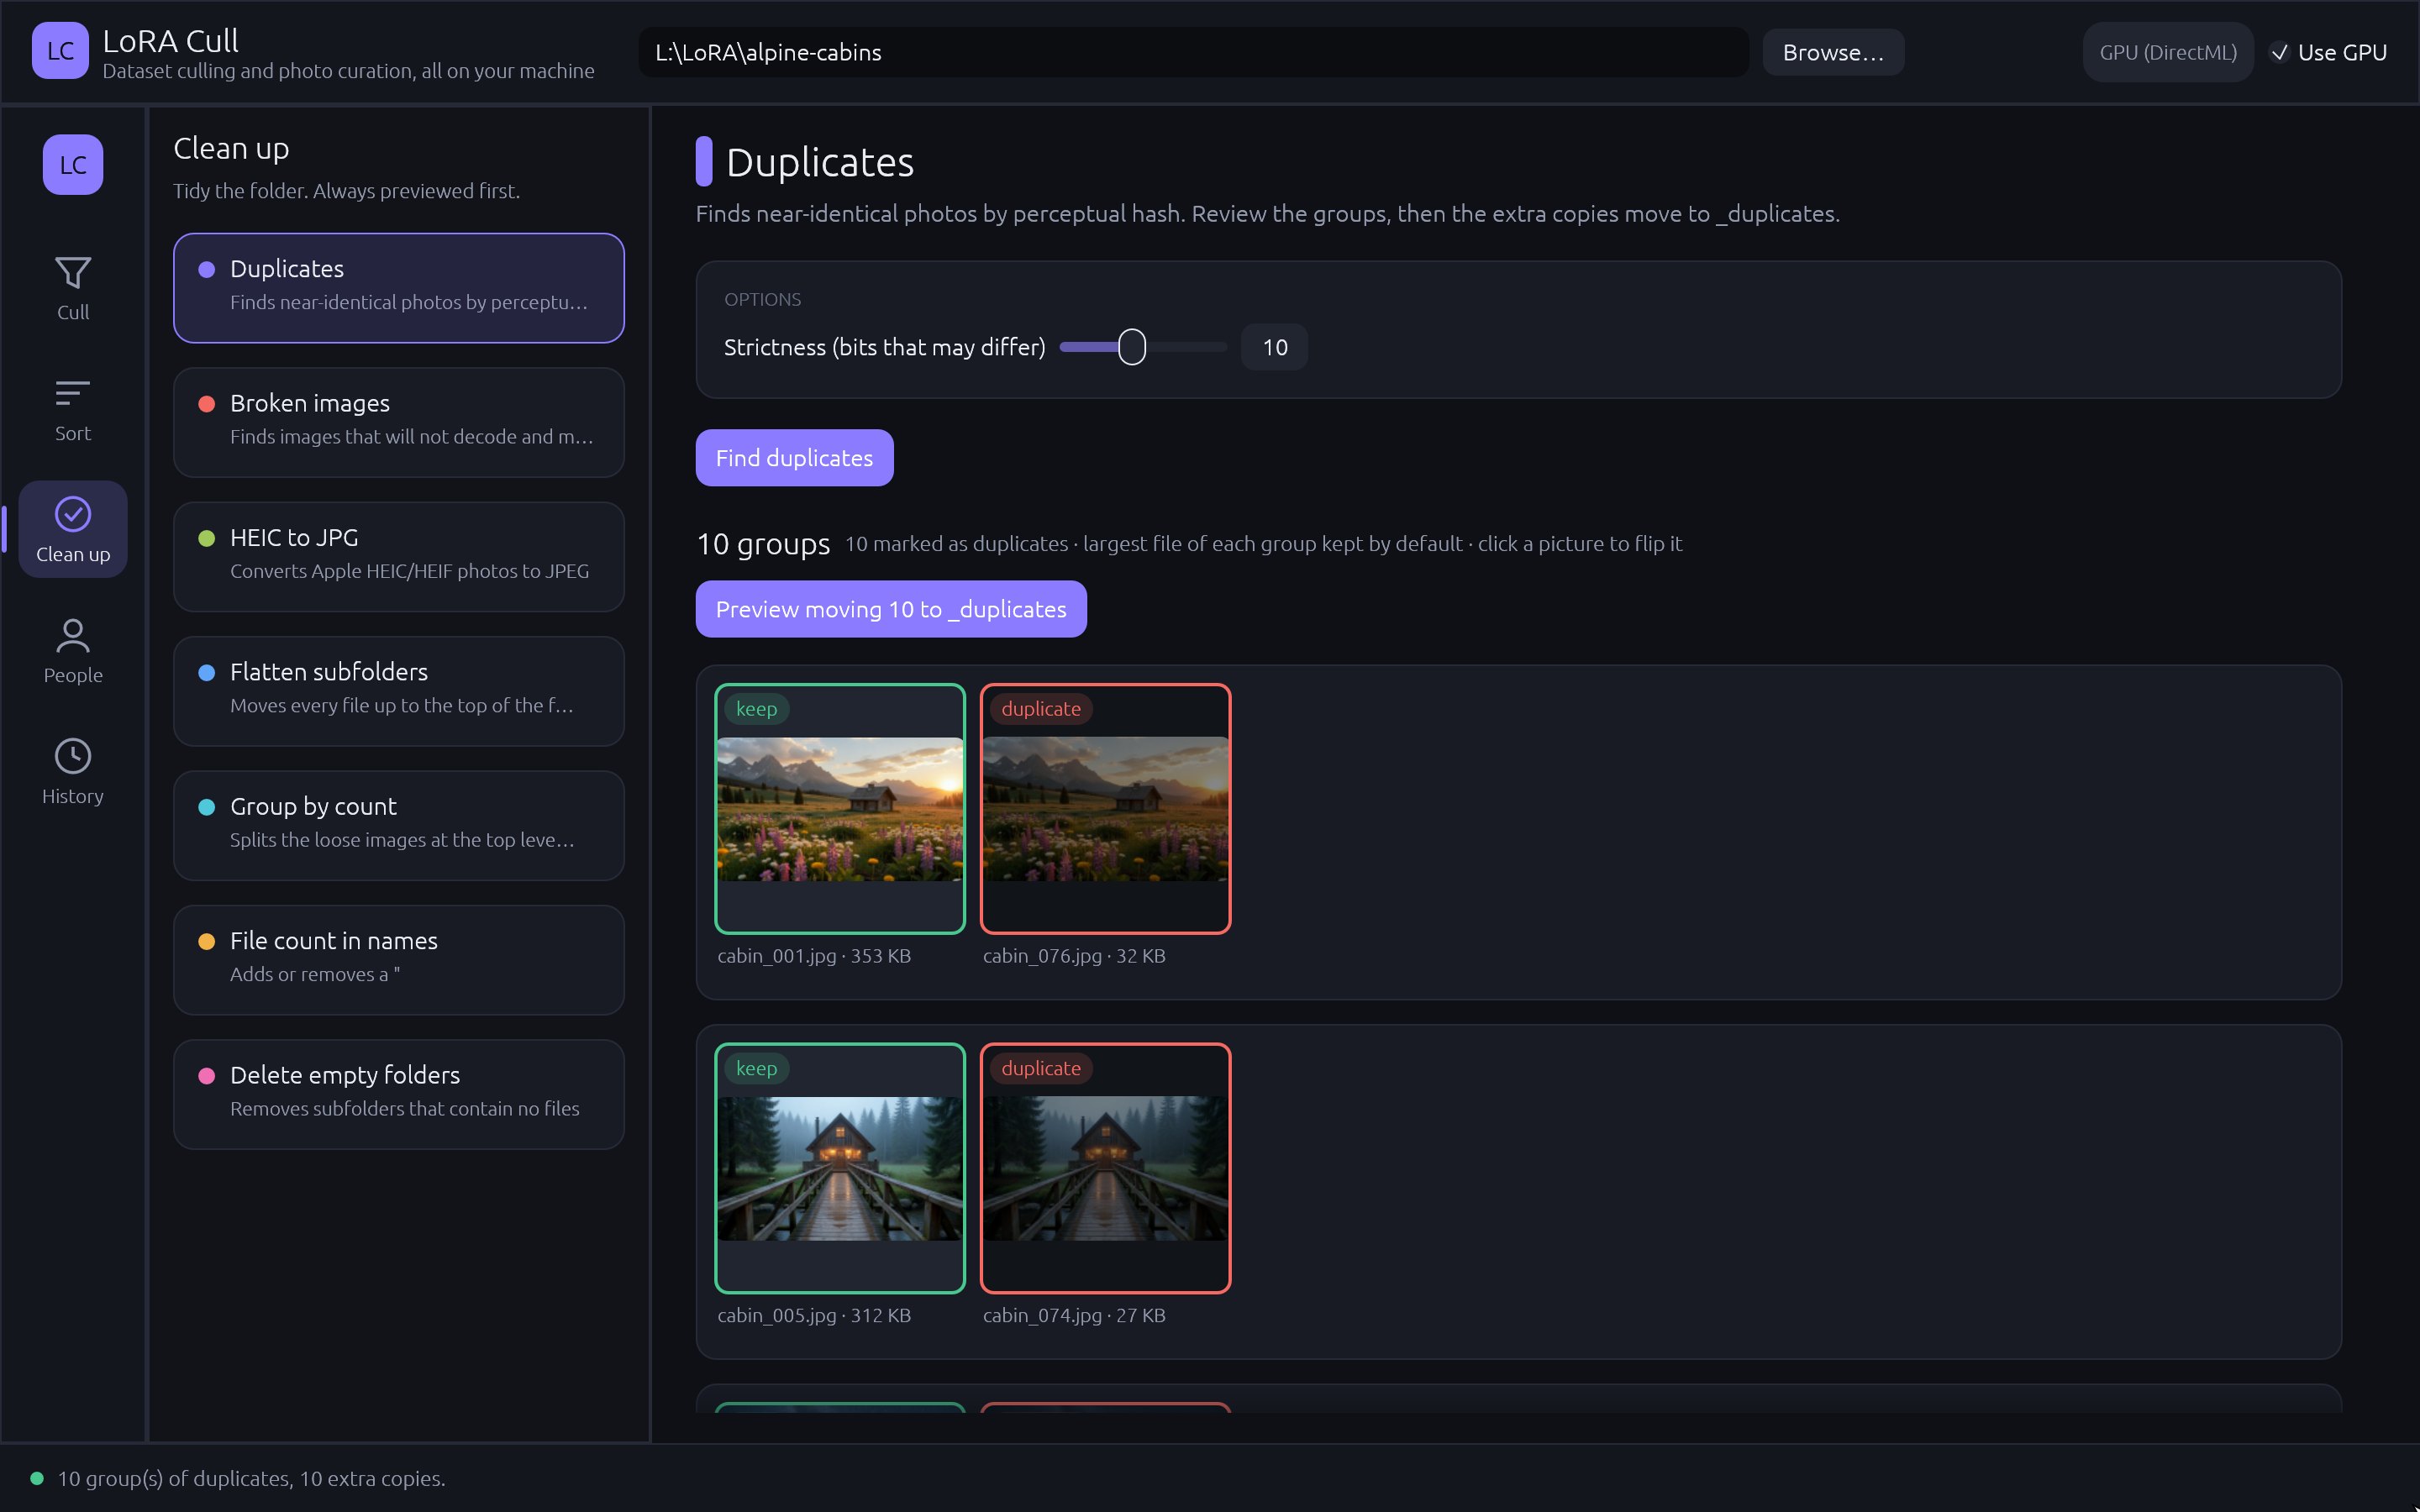 LC
LoRA Cull
Dataset culling and photo curation, all on your machine
L:\LoRA\alpine-cabins
Browse...
GPU (DirectML)
Use GPU
LC
Cull
Sort
Clean up
People
History
Clean up
Tidy the folder. Always previewed first.
Duplicates
Finds near-identical photos by perceptu...
Broken images
Finds images that will not decode and m...
HEIC to JPG
Converts Apple HEIC/HEIF photos to JPEG
Flatten subfolders
Moves every file up to the top of the f...
Group by count
Splits the loose images at the top leve...
File count in names
Adds or removes a "
Delete empty folders
Removes subfolders that contain no files
Duplicates
Finds near-identical photos by perceptual hash. Review the groups, then the extra copies move to _duplicates.
OPTIONS
Strictness (bits that may differ)
10
Find duplicates
10 groups 10 marked as duplicates · largest file of each group kept by default · click a picture to flip it
Preview moving 10 to _duplicates
keep
duplicate
cabin_001.jpg · 353 KB
cabin_076.jpg · 32 KB
keep
duplicate
cabin_005.jpg · 312 KB
cabin_074.jpg · 27 KB
10 group(s) of duplicates, 10 extra copies.